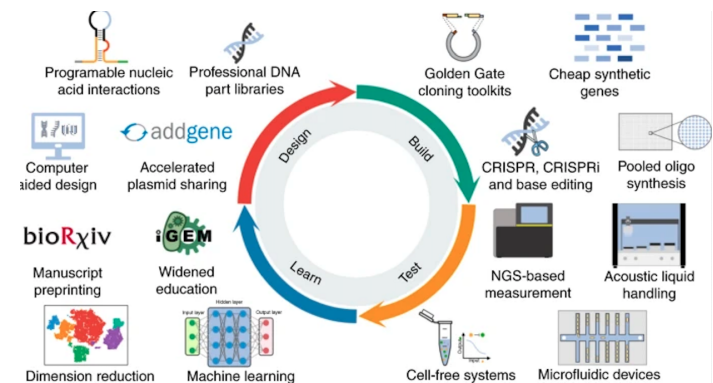 Programable nucleic
acid interactions
Professional DNA
part libraries
Golden Gate
cloning toolkits
Cheap synthetic
genes
Computer
aided design
addgene
Accelerated
plasmid sharing
Design
Build
CRISPR, CRISPRi
and base editing
Pooled oligo
synthesis
bioRχiv
Manuscript
preprinting
iGEM
Widened
education
Learn
Test
NGS-based
measurement
Acoustic liquid
handling
Dimension reduction
Input layer
Hidden layer
Output layer
Machine learning
Cell-free systems
Microfluidic devices